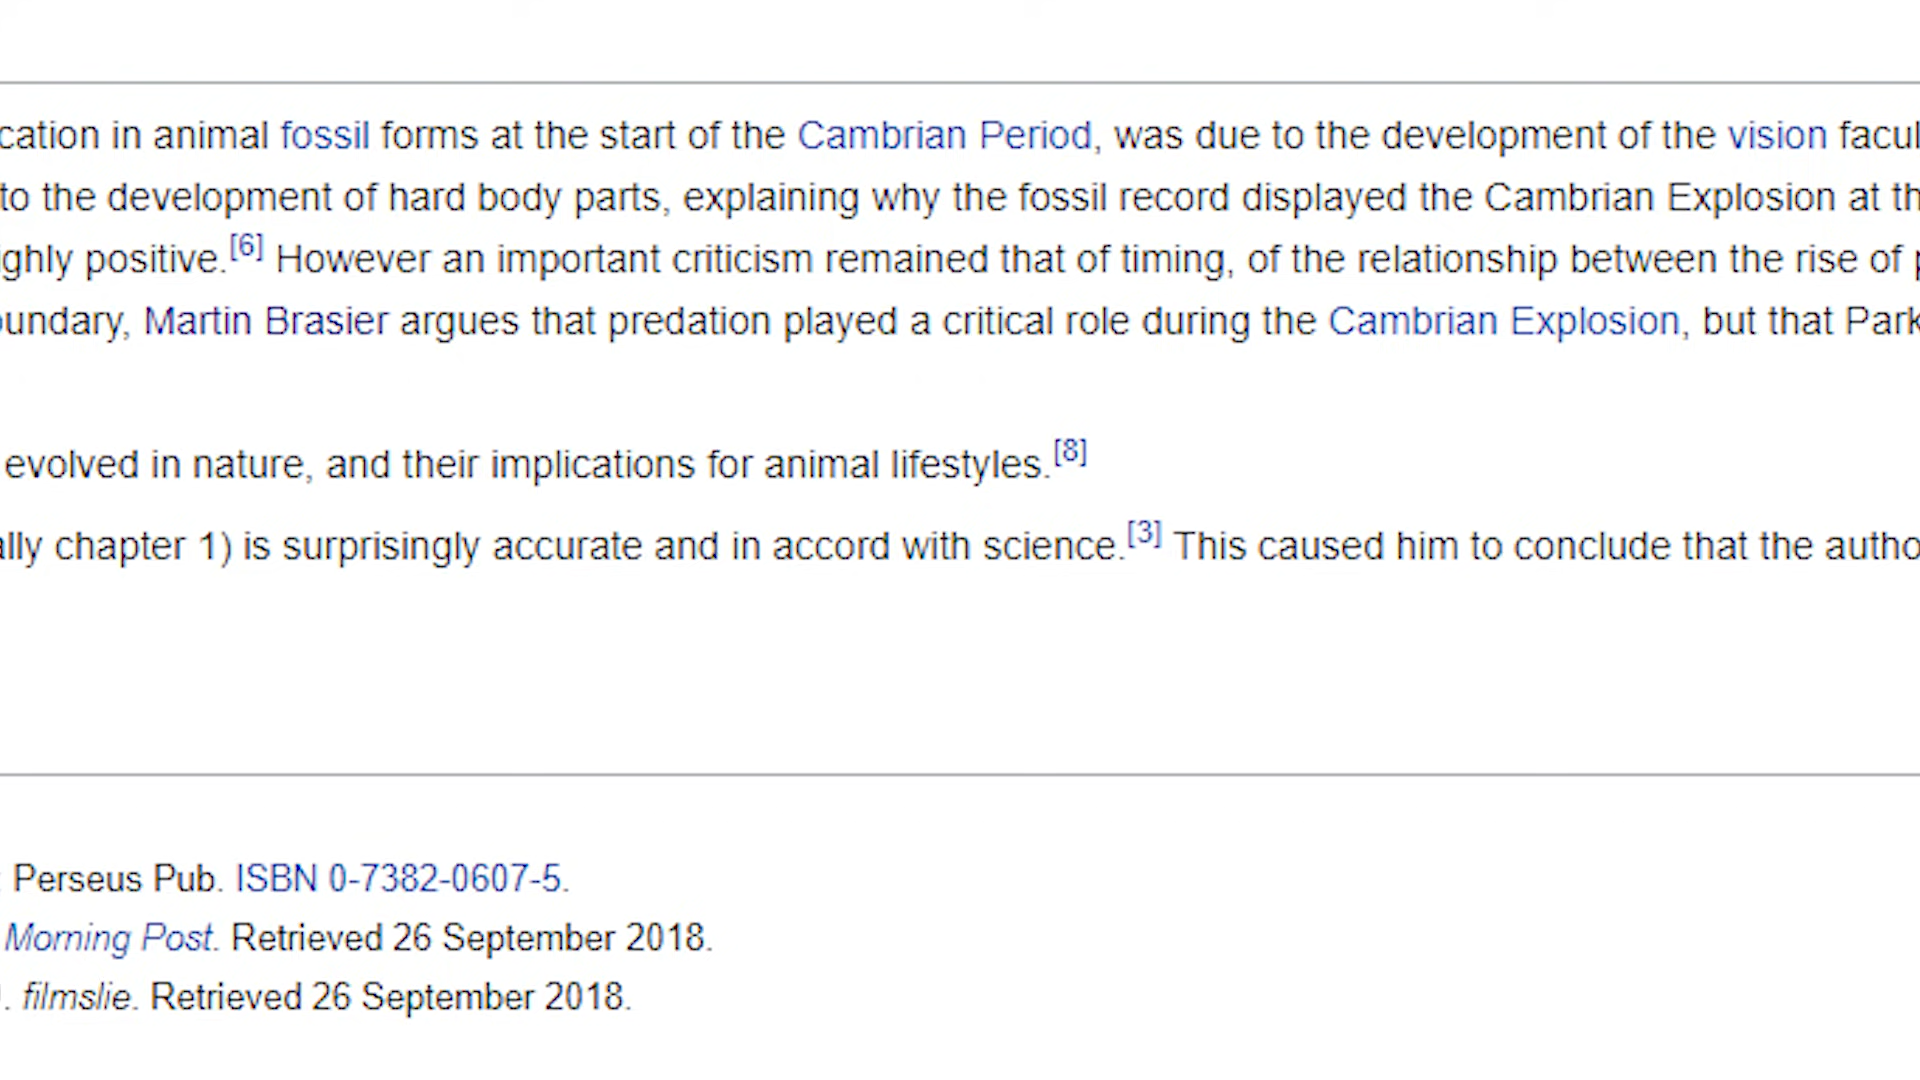 cation in animal fossil forms at the start of the Cambrian Period, was due to the development of the vision facul
to the development of hard body parts, explaining why the fossil record displayed the Cambrian Explosion at th
ghly positive.[6] However an important criticism remained that of timing, of the relationship between the rise of p
oundary, Martin Brasier argues that predation played a critical role during the Cambrian Explosion, but that Park
evolved in nature, and their implications for animal lifestyles.[8]
ally chapter 1) is surprisingly accurate and in accord with science.[3] This caused him to conclude that the autho
: Perseus Pub. ISBN 0-7382-0607-5.
Morning Post. Retrieved 26 September 2018.
. filmslie. Retrieved 26 September 2018.